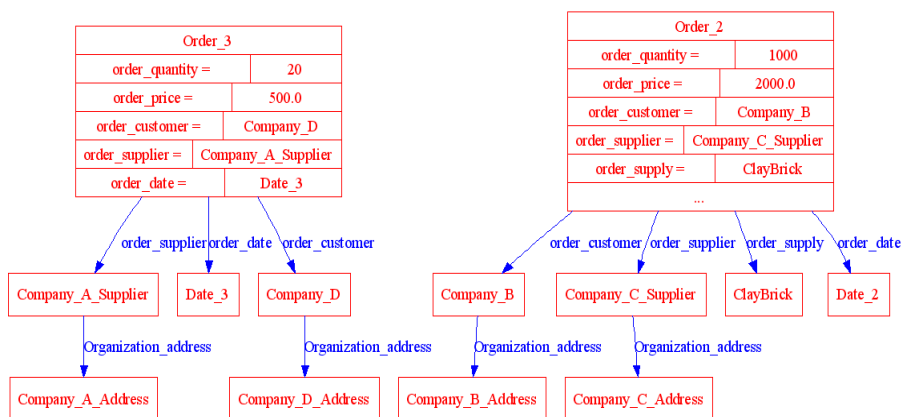 Order_3
order_quantity = 20
order_price = 500.0
order_customer = Company_D
order_supplier = Company_A_Supplier
order_date = Date_3
Order_2
order_quantity = 1000
order_price = 2000.0
order_customer = Company_B
order_supplier = Company_C_Supplier
order_supply = ClayBrick
...
order_supplier order_date order_customer
order_customer order_supplier order_supply order_date
Company_A_Supplier Date_3 Company_D
Company_B Company_C_Supplier ClayBrick Date_2
Organization_address Organization_address
Organization_address Organization_address
Company_A_Address Company_D_Address
Company_B_Address Company_C_Address